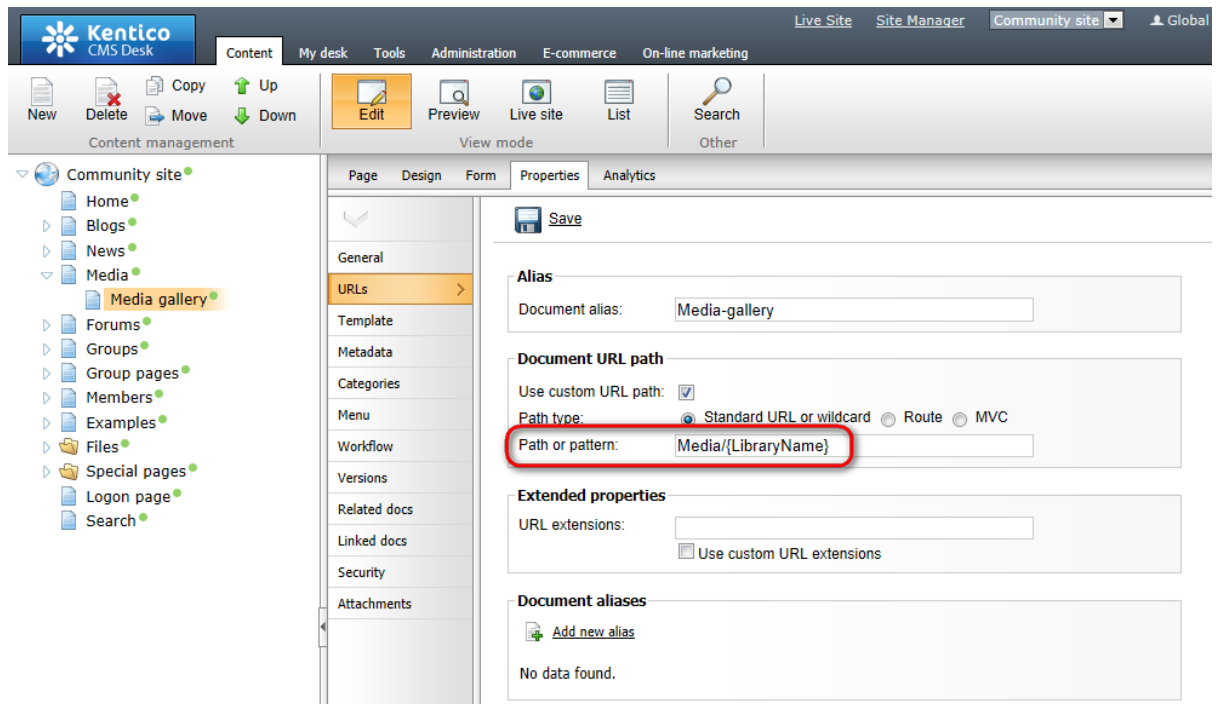 Live Site Site Manager Community site Global
Kentico
CMS Desk
Content My desk Tools Administration E-commerce On-line marketing
New Delete Copy Move Up Down
Content management
Edit Preview Live site List
View mode
Search
Other
Community site
Home
Blogs
News
Media
Media gallery
Forums
Groups
Group pages
Members
Examples
Files
Special pages
Logon page
Search
Page Design Form Properties Analytics
General
URLs
Template
Metadata
Categories
Menu
Workflow
Versions
Related docs
Linked docs
Security
Attachments
Save
Alias
Document alias: Media-gallery
Document URL path
Use custom URL path:
Path type: Standard URL or wildcard Route MVC
Path or pattern: Media/{LibraryName}
Extended properties
URL extensions:
Use custom URL extensions
Document aliases
Add new alias
No data found.